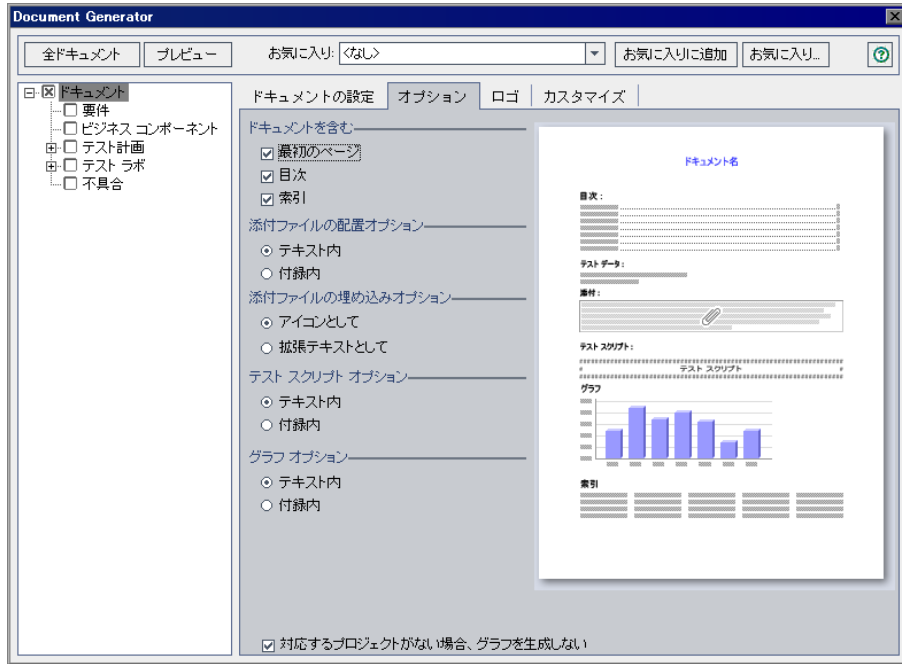 Document Generator
全ドキュメント プレビュー お気に入り: <なし> お気に入りに追加 お気に入り...
ドキュメント
要件
ビジネス コンポーネント
テスト計画
テスト ラボ
不具合
ドキュメントの設定 オプション ロゴ カスタマイズ
ドキュメントを含む
最初のページ
目次
索引
添付ファイルの配置オプション
テキスト内
付録内
添付ファイルの埋め込みオプション
アイコンとして
拡張テキストとして
テスト スクリプト オプション
テキスト内
付録内
グラフ オプション
テキスト内
付録内
対応するプロジェクトがない場合、グラフを生成しない
ドキュメント名
目次 :
テスト データ :
添付 :
テスト スクリプト :
テスト スクリプト
グラフ
索引